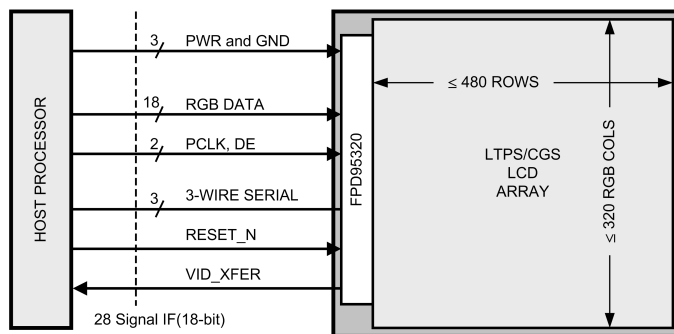 HOST PROCESSOR
3 PWR and GND
18 RGB DATA
2 PCLK, DE
3 3-WIRE SERIAL
RESET_N
VID_XFER
28 Signal IF(18-bit)
FPD95320
≤ 480 ROWS
LTPS/CGS
LCD
ARRAY
≤ 320 RGB COLS